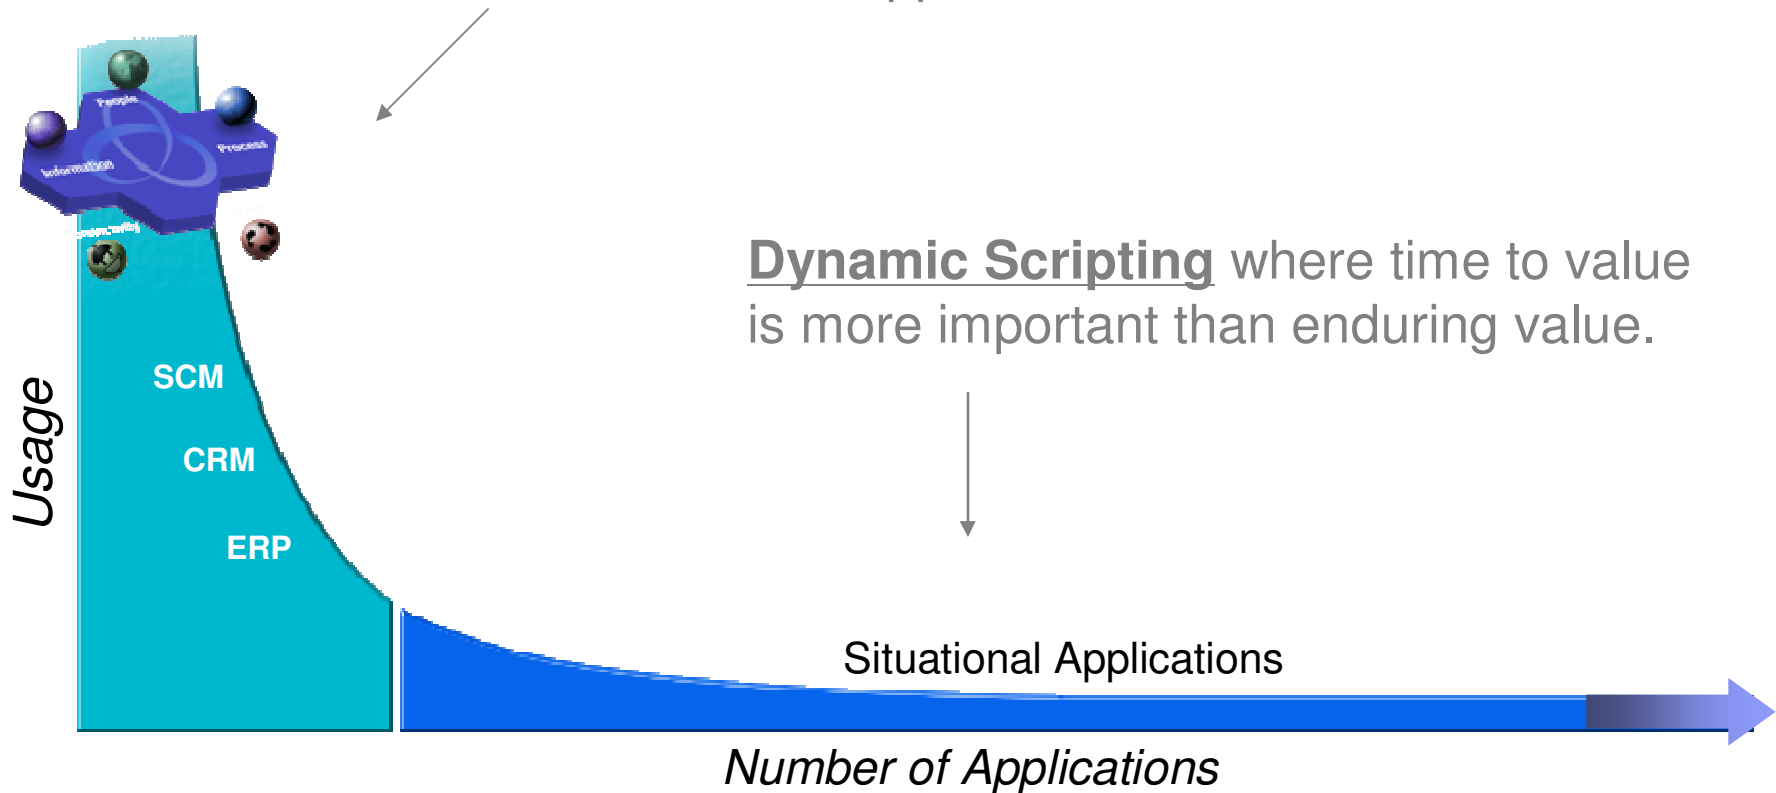 People
Process
Information
Dynamic Scripting where time to value
is more important than enduring value.
SCM
CRM
ERP
Usage
Situational Applications
Number of Applications